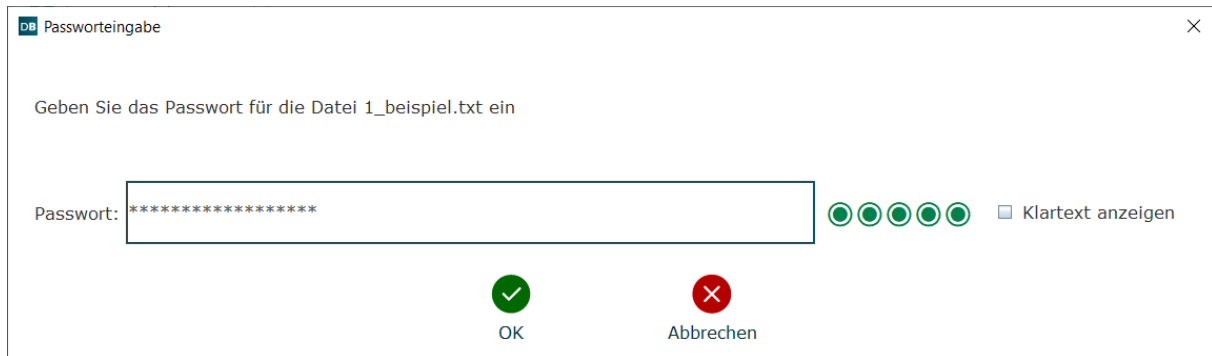 DB Passworteingabe
Geben Sie das Passwort für die Datei 1_beispiel.txt ein
Passwort: ****************** Klartext anzeigen
OK Abbrechen